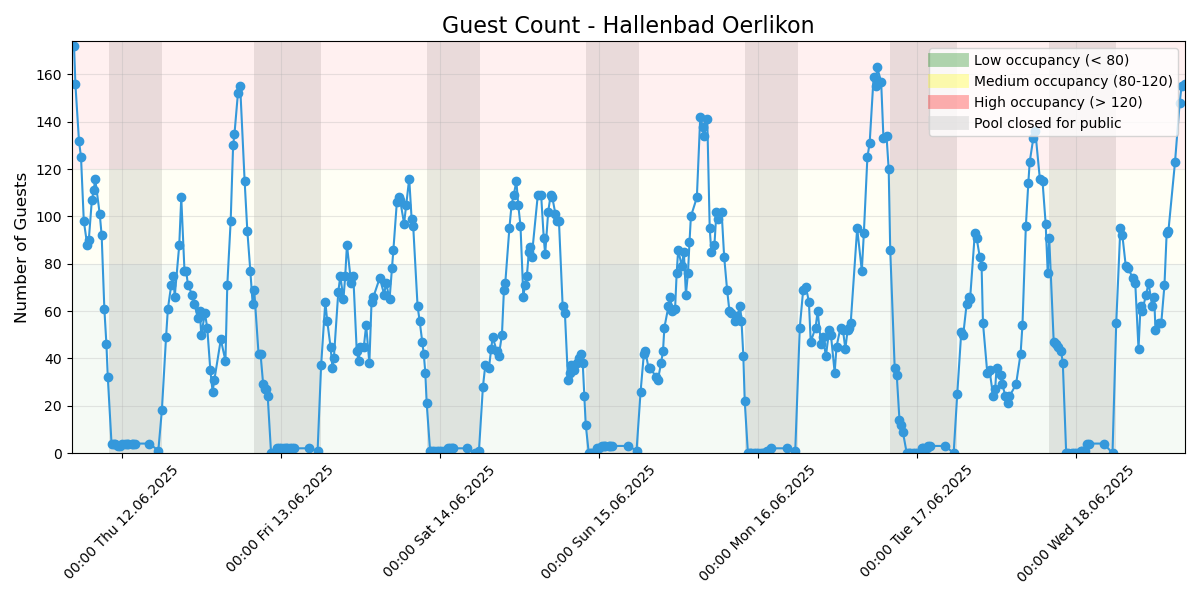 Guest Count - Hallenbad Oerlikon
Low occupancy (< 80)
Medium occupancy (80-120)
High occupancy (> 120)
Pool closed for public
Number of Guests
160
140
120
100
80
60
40
20
0
00:00 Thu 12.06.2025
00:00 Fri 13.06.2025
00:00 Sat 14.06.2025
00:00 Sun 15.06.2025
00:00 Mon 16.06.2025
00:00 Tue 17.06.2025
00:00 Wed 18.06.2025